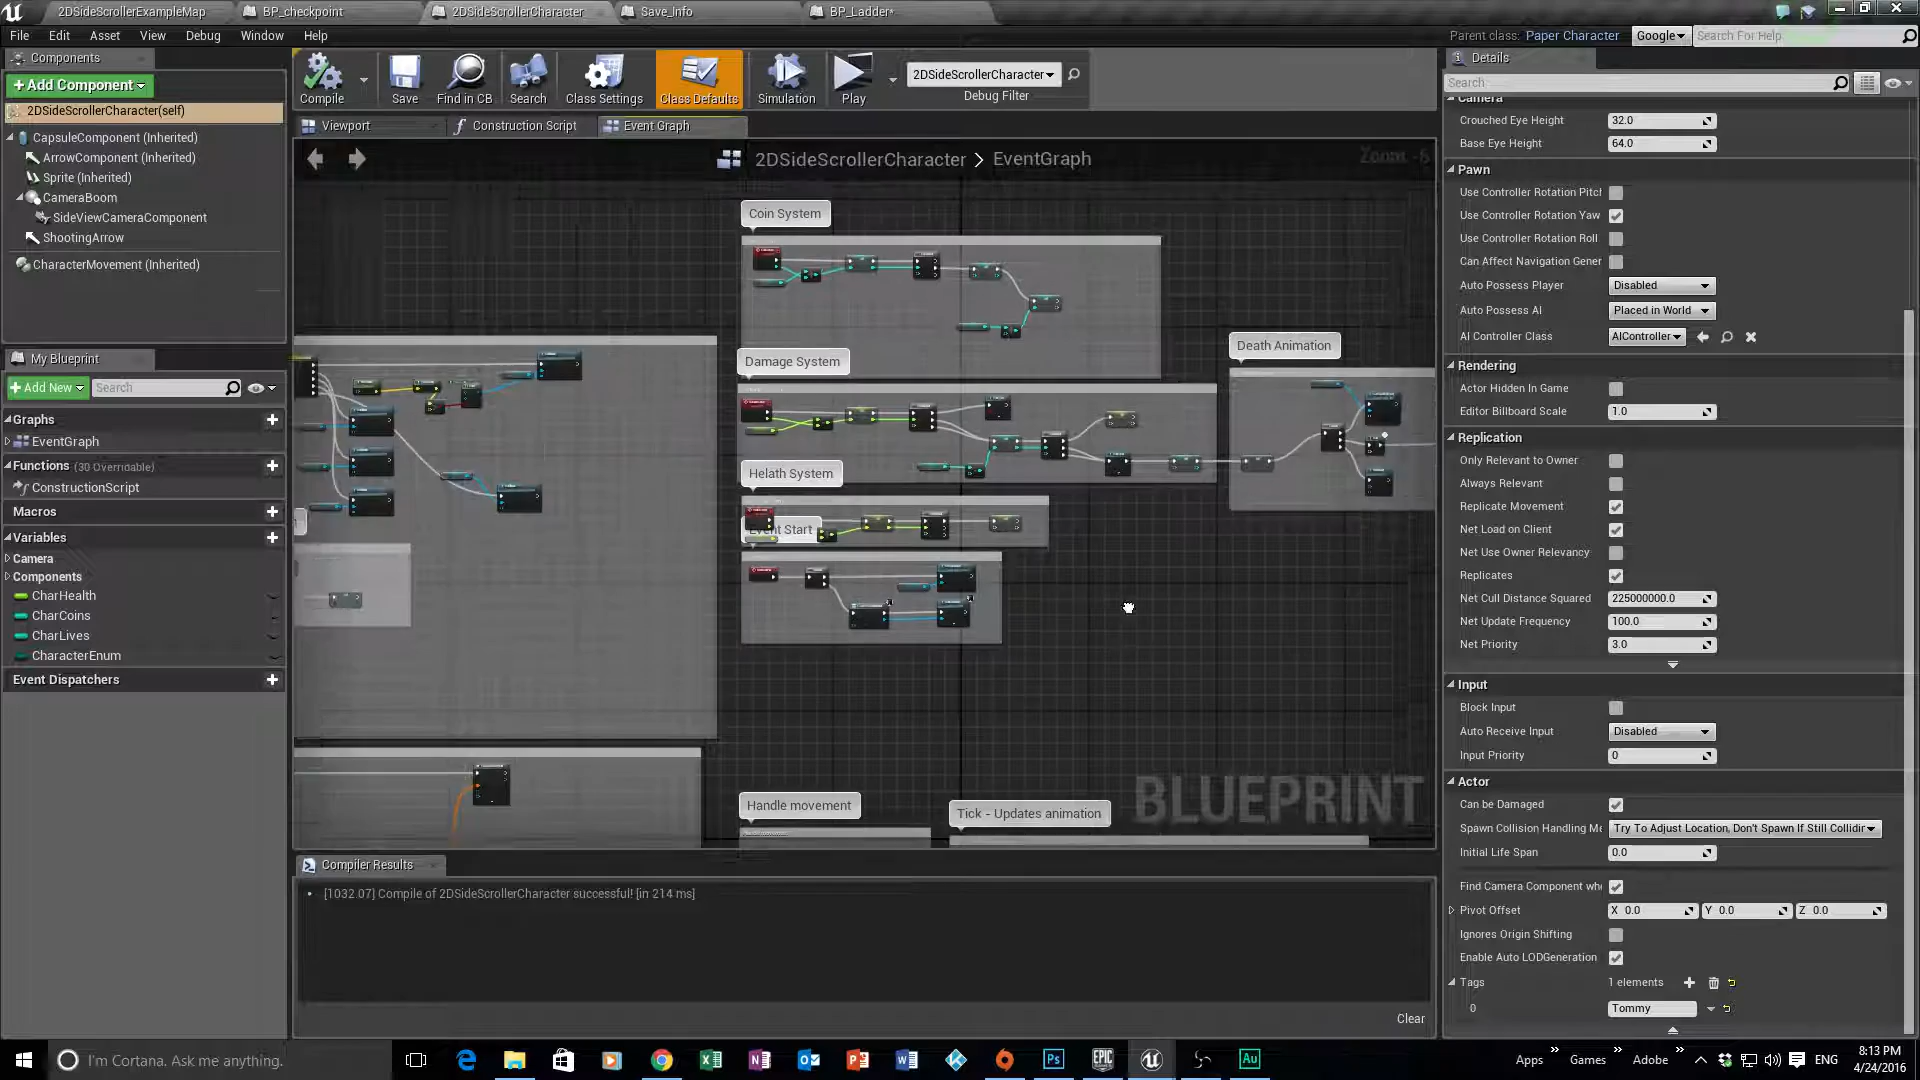 2DSideScrollerExampleMap
BP_checkpoint
2DSideScrollerCharacter
Save_Info
BP_Ladder*
File Edit Asset View Debug Window Help
Parent class: Paper Character
Google
Search For Help
Components
Add Component
2DSideScrollerCharacter(self)
CapsuleComponent (Inherited)
ArrowComponent (Inherited)
Sprite (Inherited)
CameraBoom
SideViewCameraComponent
ShootingArrow
CharacterMovement (Inherited)
My Blueprint
Add New
Search
Graphs
EventGraph
Functions (30 Overridable)
ConstructionScript
Macros
Variables
Camera
Components
CharHealth
CharCoins
CharLives
CharacterEnum
Event Dispatchers
Compile
Save
Find in CB
Search
Class Settings
Class Defaults
Simulation
Play
2DSideScrollerCharacter
Debug Filter
Viewport
Construction Script
Event Graph
2DSideScrollerCharacter > EventGraph
Zoom -6
Coin System
Damage System
Death Animation
Helath System
Event Start
Handle movement
Tick - Updates animation
BLUEPRINT
Compiler Results
[1032.07] Compile of 2DSideScrollerCharacter successful! [in 214 ms]
Clear
Details
Search
Camera
Crouched Eye Height 32.0
Base Eye Height 64.0
Pawn
Use Controller Rotation Pitcl
Use Controller Rotation Yaw
Use Controller Rotation Roll
Can Affect Navigation Gener
Auto Possess Player Disabled
Auto Possess AI Placed in World
AI Controller Class AIController
Rendering
Actor Hidden In Game
Editor Billboard Scale 1.0
Replication
Only Relevant to Owner
Always Relevant
Replicate Movement
Net Load on Client
Net Use Owner Relevancy
Replicates
Net Cull Distance Squared 225000000.0
Net Update Frequency 100.0
Net Priority 3.0
Input
Block Input
Auto Receive Input Disabled
Input Priority 0
Actor
Can be Damaged
Spawn Collision Handling Me Try To Adjust Location, Don't Spawn If Still Collidir
Initial Life Span 0.0
Find Camera Component whe
Pivot Offset X 0.0 Y 0.0 Z 0.0
Ignores Origin Shifting
Enable Auto LODGeneration
Tags 1 elements
0 Tommy
I'm Cortana. Ask me anything.
EPIC
Ps
Au
Apps
Games
Adobe
ENG
8:13 PM
4/24/2016